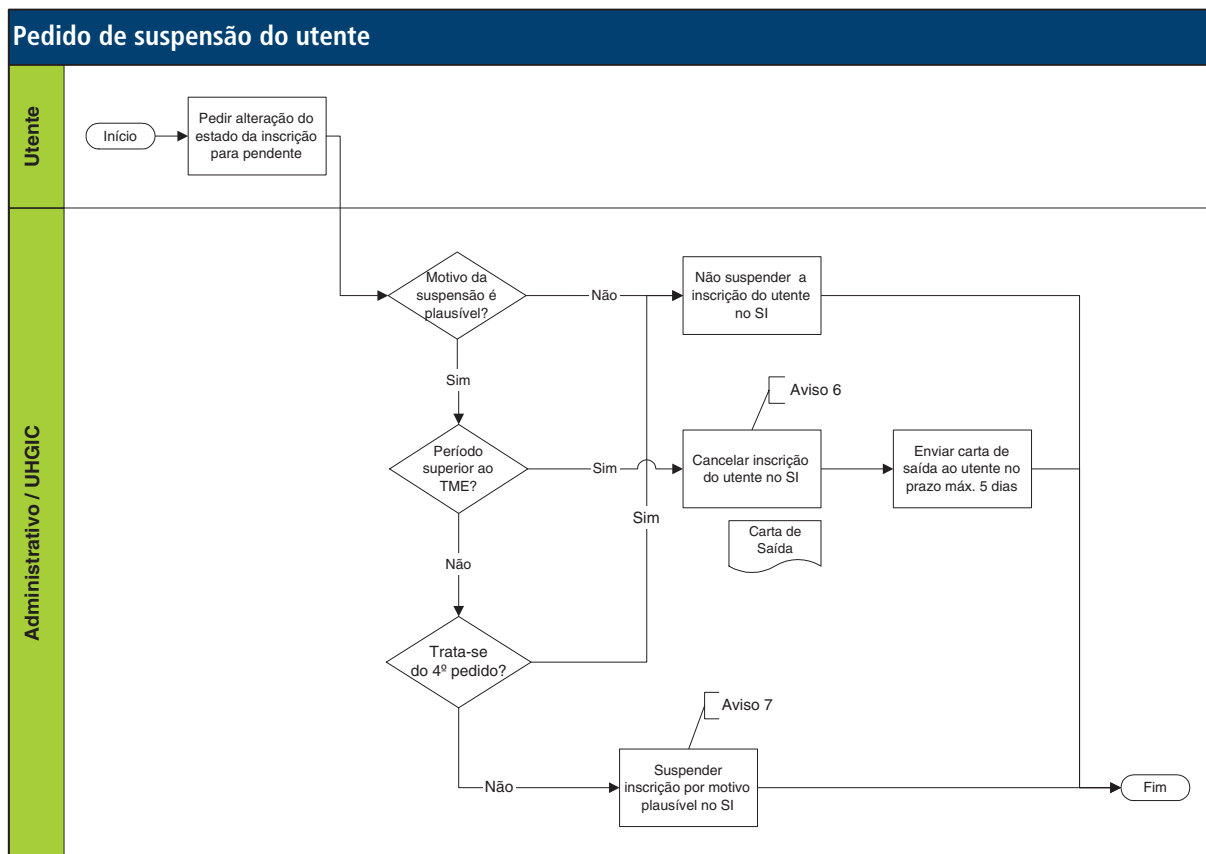 Pedido de suspensão do utente
Utente
Início
Pedir alteração do
estado da inscrição
para pendente
Administrativo / UHGIC
Motivo da
suspensão é
plausível?
Não
Não suspender a
inscrição do utente
no SI
Sim
Aviso 6
Período
superior ao
TME?
Sim
Cancelar inscrição
do utente no SI
Enviar carta de
saída ao utente no
prazo máx. 5 dias
Sim
Carta de
Saída
Não
Trata-se
do 4º pedido?
Aviso 7
Não
Suspender
inscrição por motivo
plausível no SI
Fim